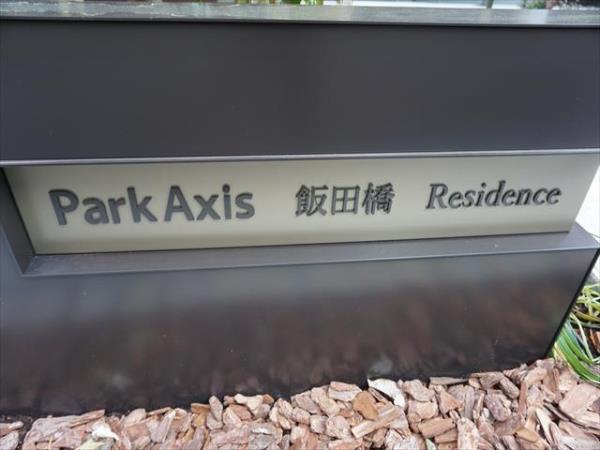 Park Axis 飯田橋 Residence